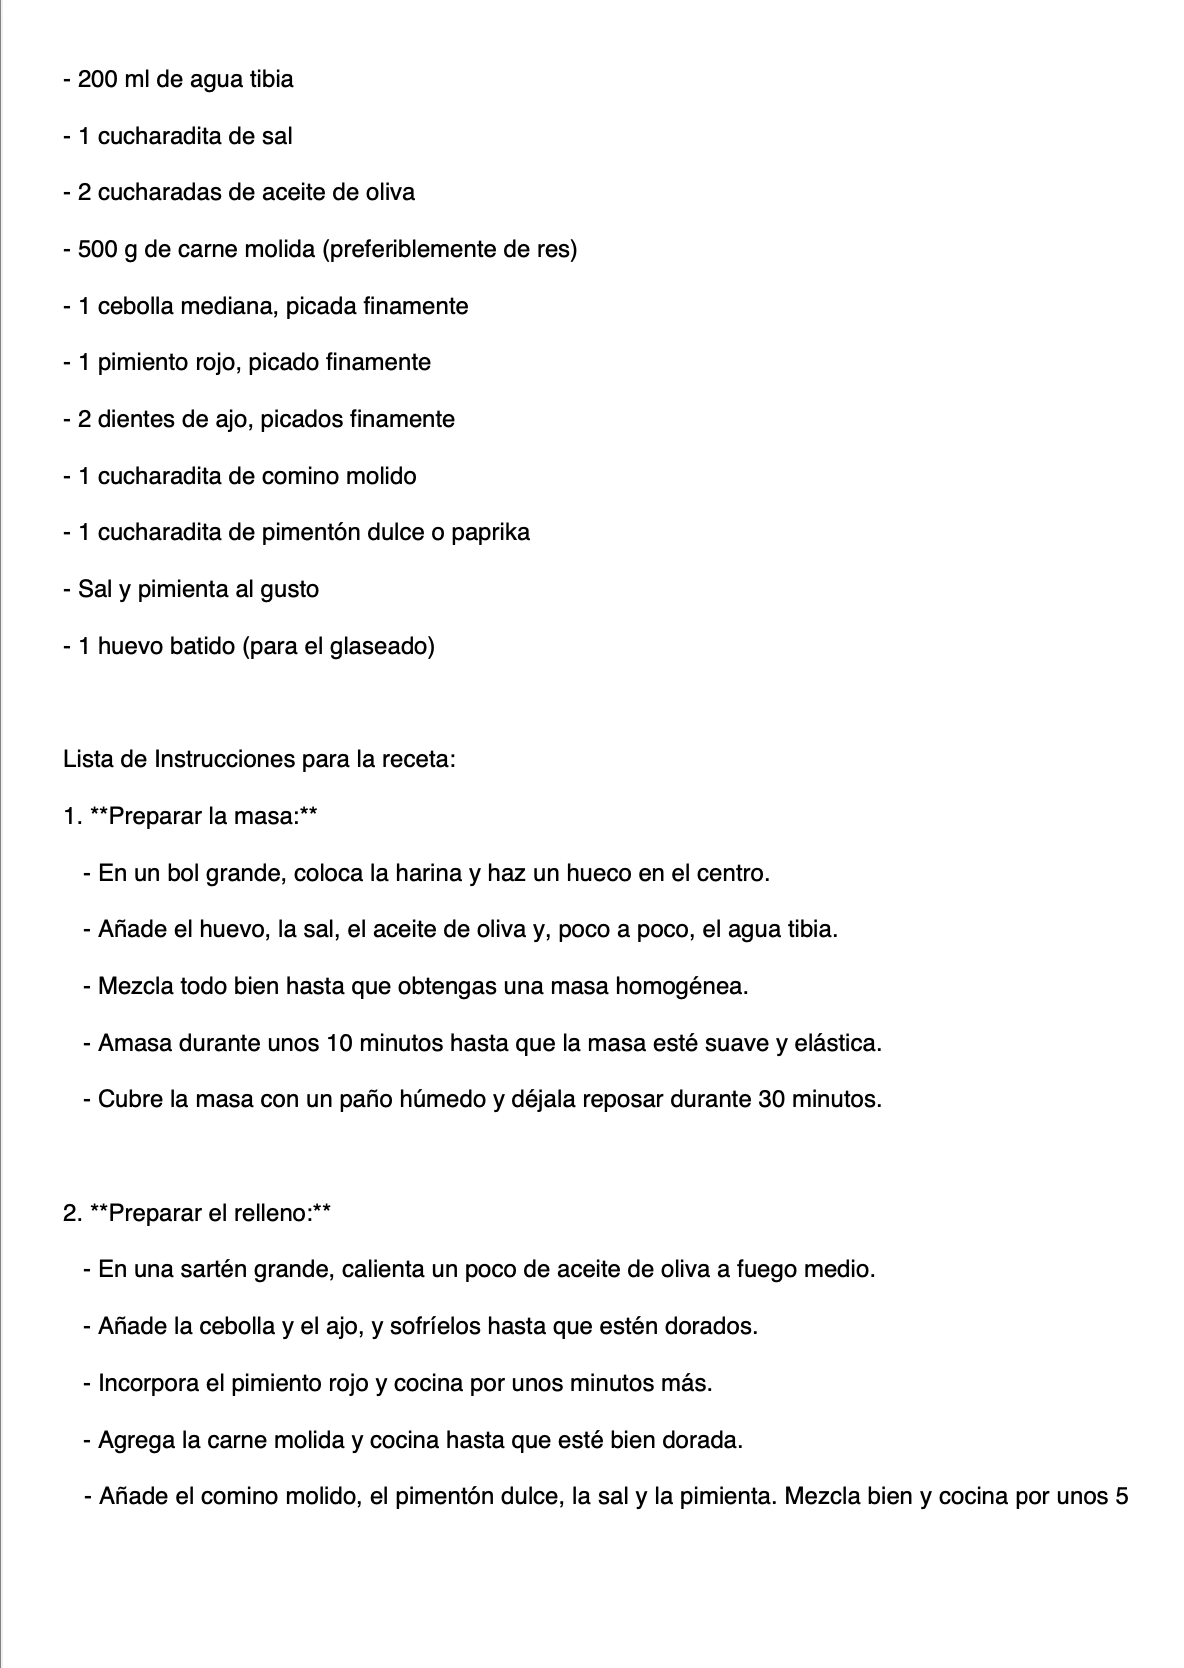 - 200 ml de agua tibia
- 1 cucharadita de sal
- 2 cucharadas de aceite de oliva
- 500 g de carne molida (preferiblemente de res)
- 1 cebolla mediana, picada finamente
- 1 pimiento rojo, picado finamente
- 2 dientes de ajo, picados finamente
- 1 cucharadita de comino molido
- 1 cucharadita de pimentón dulce o paprika
- Sal y pimienta al gusto
- 1 huevo batido (para el glaseado)
Lista de Instrucciones para la receta:
1. **Preparar la masa:**
- En un bol grande, coloca la harina y haz un hueco en el centro.
- Añade el huevo, la sal, el aceite de oliva y, poco a poco, el agua tibia.
- Mezcla todo bien hasta que obtengas una masa homogénea.
- Amasa durante unos 10 minutos hasta que la masa esté suave y elástica.
- Cubre la masa con un paño húmedo y déjala reposar durante 30 minutos.
2. **Preparar el relleno:**
- En una sartén grande, calienta un poco de aceite de oliva a fuego medio.
- Añade la cebolla y el ajo, y sofríelos hasta que estén dorados.
- Incorpora el pimiento rojo y cocina por unos minutos más.
- Agrega la carne molida y cocina hasta que esté bien dorada.
- Añade el comino molido, el pimentón dulce, la sal y la pimienta. Mezcla bien y cocina por unos 5